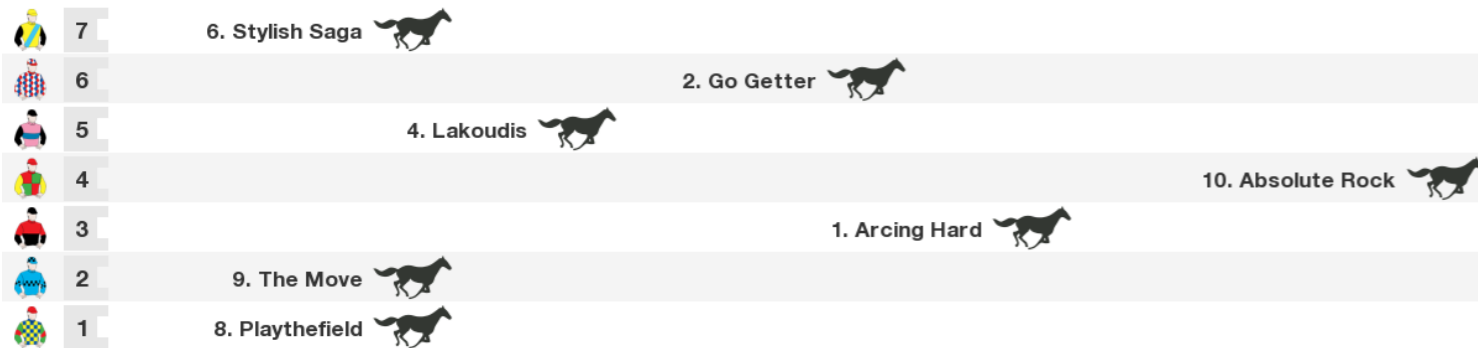 7 6. Stylish Saga
6 2. Go Getter
5 4. Lakoudis
4 10. Absolute Rock
3 1. Arcing Hard
2 9. The Move
1 8. Playthefield